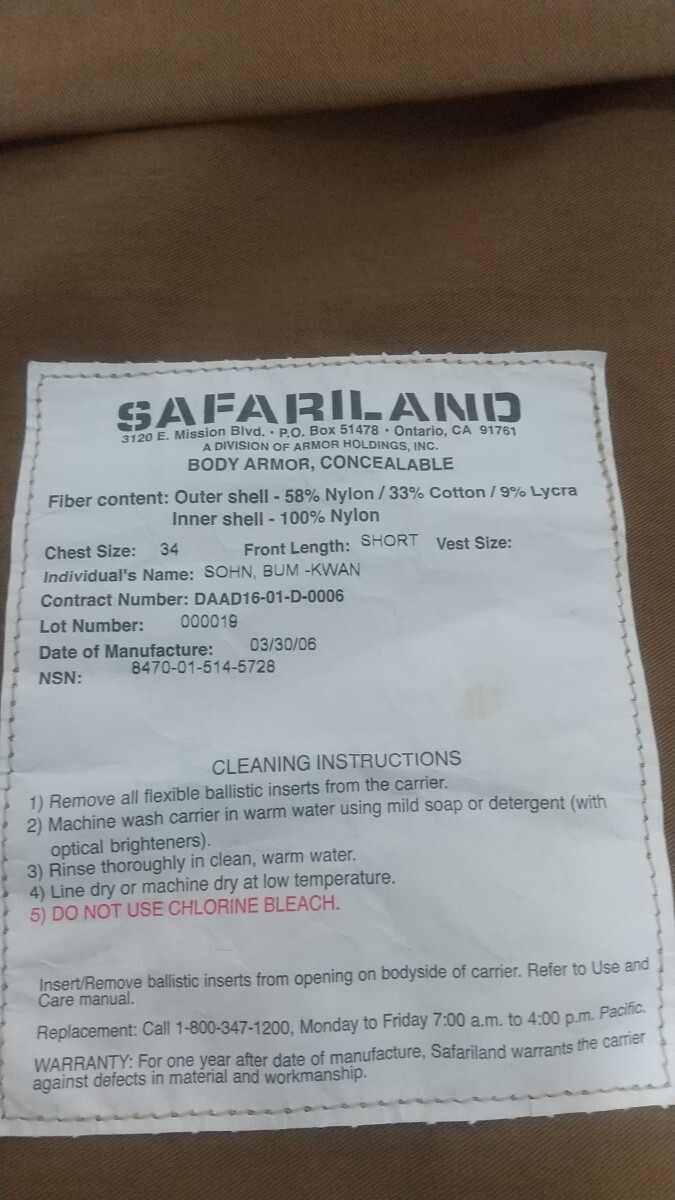 SAFARILAND
3120 E. Mission Blvd. • P.O. Box 51478 • Ontario, CA 91761
A DIVISION OF ARMOR HOLDINGS, INC.
BODY ARMOR, CONCEALABLE
Fiber content: Outer shell - 58% Nylon / 33% Cotton / 9% Lycra
Inner shell - 100% Nylon
Chest Size: 34 Front Length: SHORT Vest Size:
Individual's Name: SOHN, BUM -KWAN
Contract Number: DAAD16-01-D-0006
Lot Number: 000019
Date of Manufacture: 03/30/06
NSN: 8470-01-514-5728
CLEANING INSTRUCTIONS
1) Remove all flexible ballistic inserts from the carrier.
2) Machine wash carrier in warm water using mild soap or detergent (with
optical brighteners).
3) Rinse thoroughly in clean, warm water.
4) Line dry or machine dry at low temperature.
5) DO NOT USE CHLORINE BLEACH.
Insert/Remove ballistic inserts from opening on bodyside of carrier. Refer to Use and
Care manual.
Replacement: Call 1-800-347-1200, Monday to Friday 7:00 a.m. to 4:00 p.m. Pacific.
WARRANTY: For one year after date of manufacture, Safariland warrants the carrier
against defects in material and workmanship.